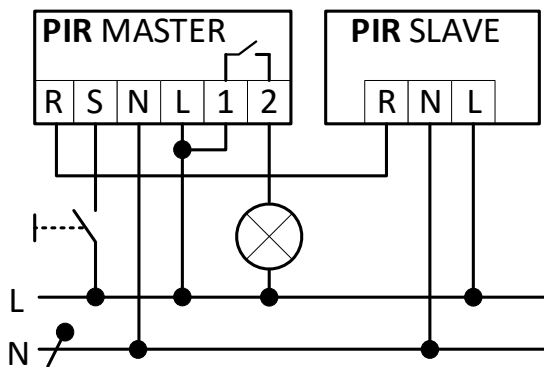 PIR MASTER
R S N L 1 2
PIR SLAVE
R N L
L
N